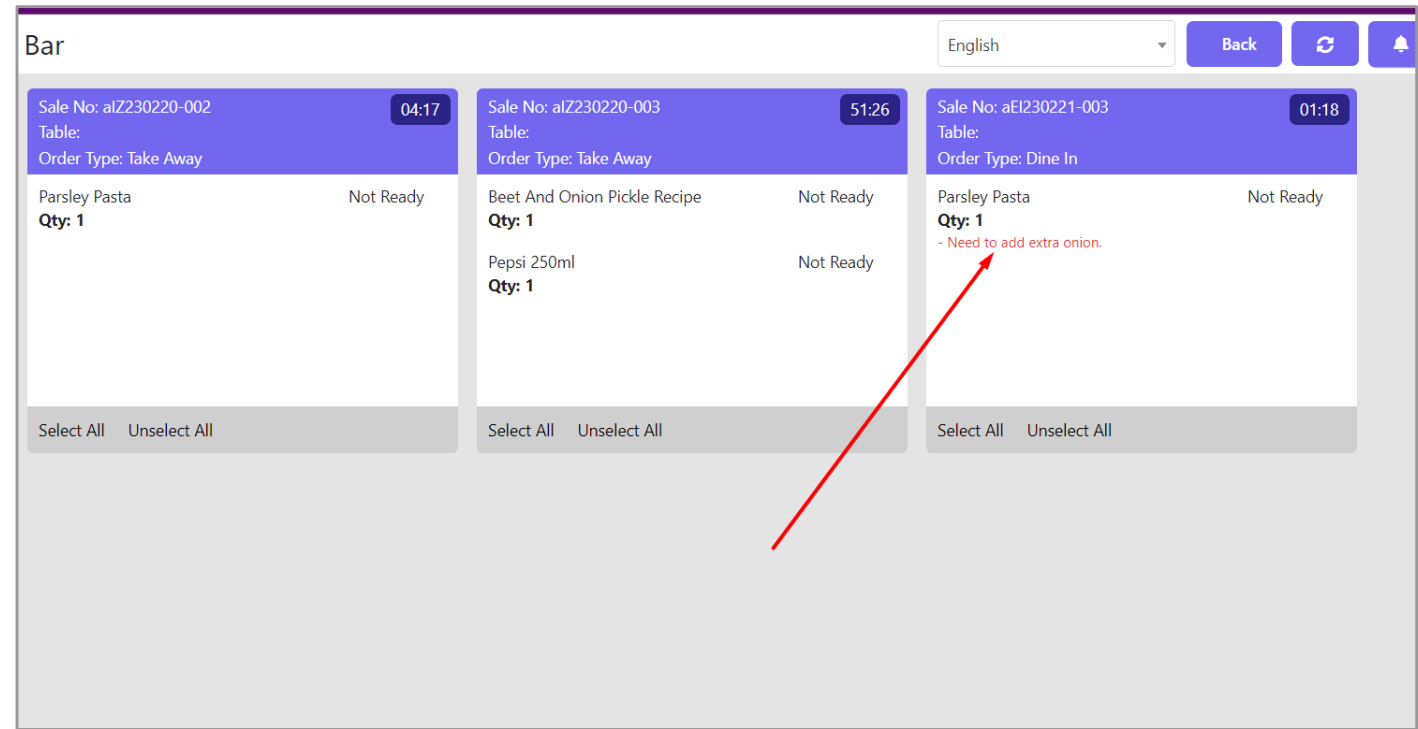 Bar
English
Back
Sale No: aIZ230220-002
04:17
Table:
Order Type: Take Away
Parsley Pasta
Not Ready
Qty: 1
Select All
Unselect All
Sale No: aIZ230220-003
51:26
Table:
Order Type: Take Away
Beet And Onion Pickle Recipe
Not Ready
Qty: 1
Pepsi 250ml
Not Ready
Qty: 1
Select All
Unselect All
Sale No: aEI230221-003
01:18
Table:
Order Type: Dine In
Parsley Pasta
Not Ready
Qty: 1
- Need to add extra onion.
Select All
Unselect All